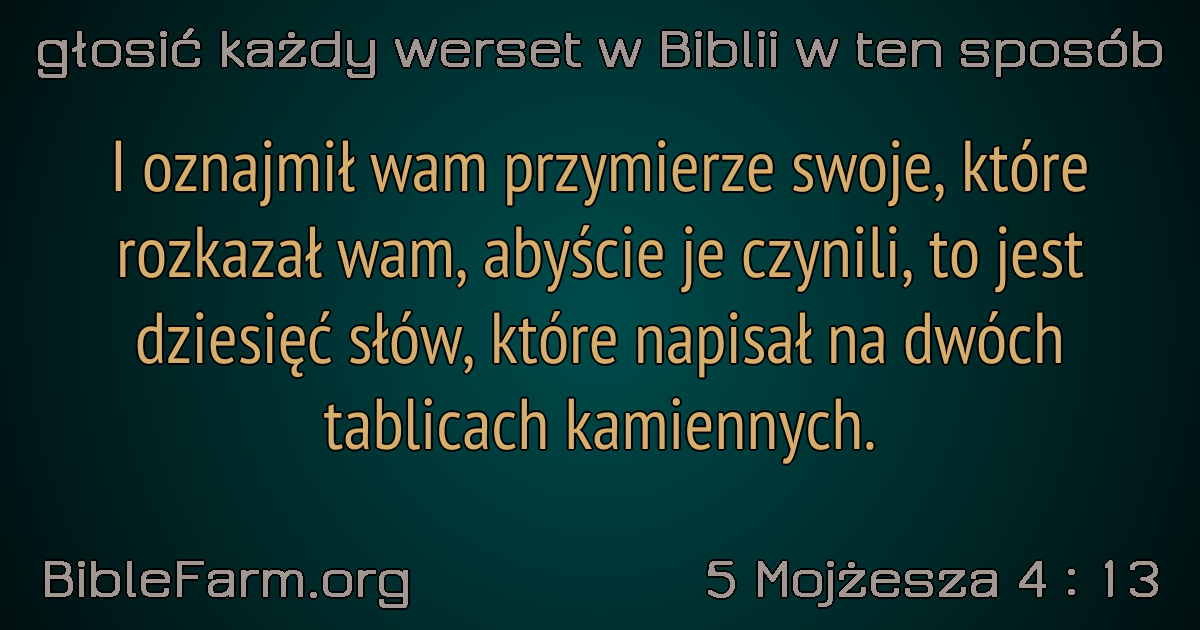 głosić każdy werset w Biblii w ten sposób
I oznajmił wam przymierze swoje, które
rozkazał wam, abyście je czynili, to jest
dziesięć słów, które napisał na dwóch
tablicach kamiennych.
BibleFarm.org
5 Mojżesza 4 : 13